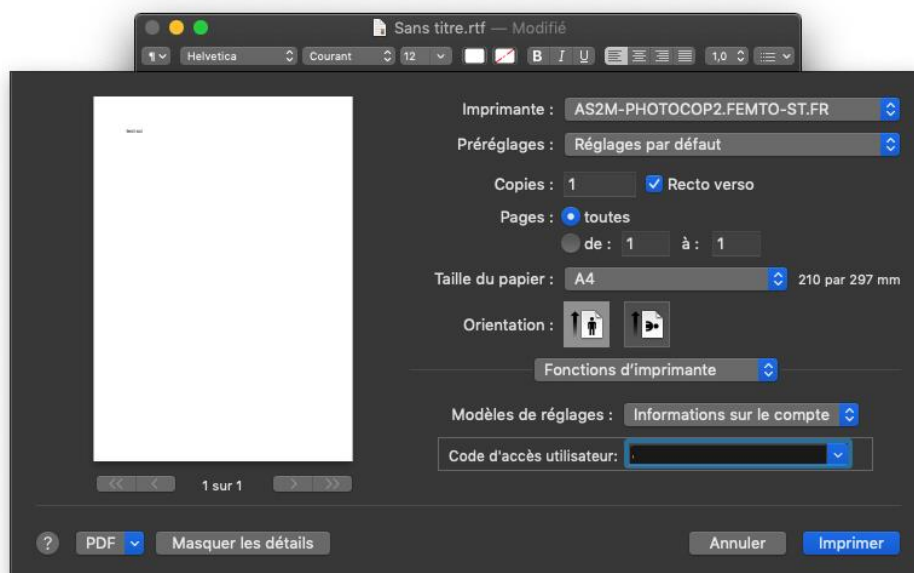 Sans titre.rtf — Modifié
¶ Helvetica Courant 12 B I U 1,0
Imprimante : AS2M-PHOTOCOP2.FEMTO-ST.FR
Préréglages : Réglages par défaut
Copies : 1 Recto verso
Pages : toutes
de : 1 à : 1
Taille du papier : A4 210 par 297 mm
Orientation :
Fonctions d'imprimante
Modèles de réglages : Informations sur le compte
Code d'accès utilisateur:
<< < 1 sur 1 > >>
? PDF Masquer les détails Annuler Imprimer